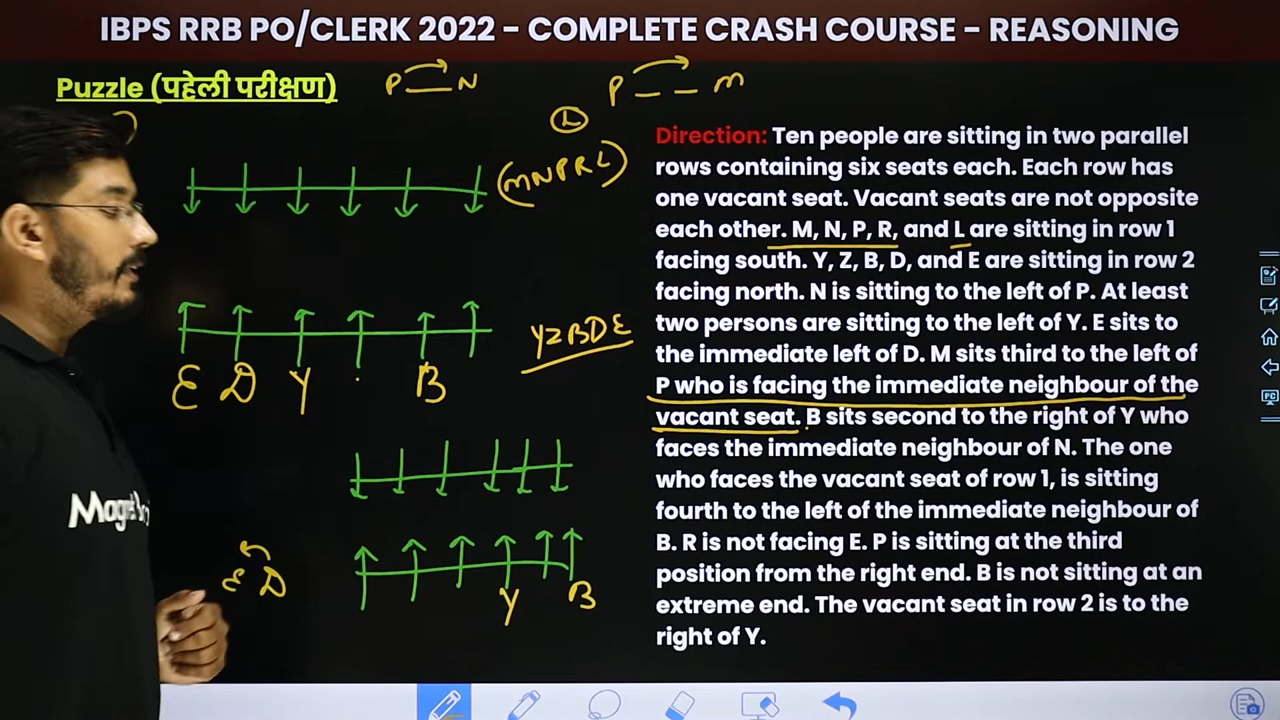 IBPS RRB PO/CLERK 2022 - COMPLETE CRASH COURSE - REASONING
Puzzle (पहेली परीक्षण)
P N
P _ _ m
L
(MNPRL)
Direction: Ten people are sitting in two parallel
rows containing six seats each. Each row has
one vacant seat. Vacant seats are not opposite
each other. M, N, P, R, and L are sitting in row 1
facing south. Y, Z, B, D, and E are sitting in row 2
facing north. N is sitting to the left of P. At least
two persons are sitting to the left of Y. E sits to
the immediate left of D. M sits third to the left of
P who is facing the immediate neighbour of the
vacant seat. B sits second to the right of Y who
faces the immediate neighbour of N. The one
who faces the vacant seat of row 1, is sitting
fourth to the left of the immediate neighbour of
B. R is not facing E. P is sitting at the third
position from the right end. B is not sitting at an
extreme end. The vacant seat in row 2 is to the
right of Y.
YZBDE
E D Y B
E D
Y B
PC